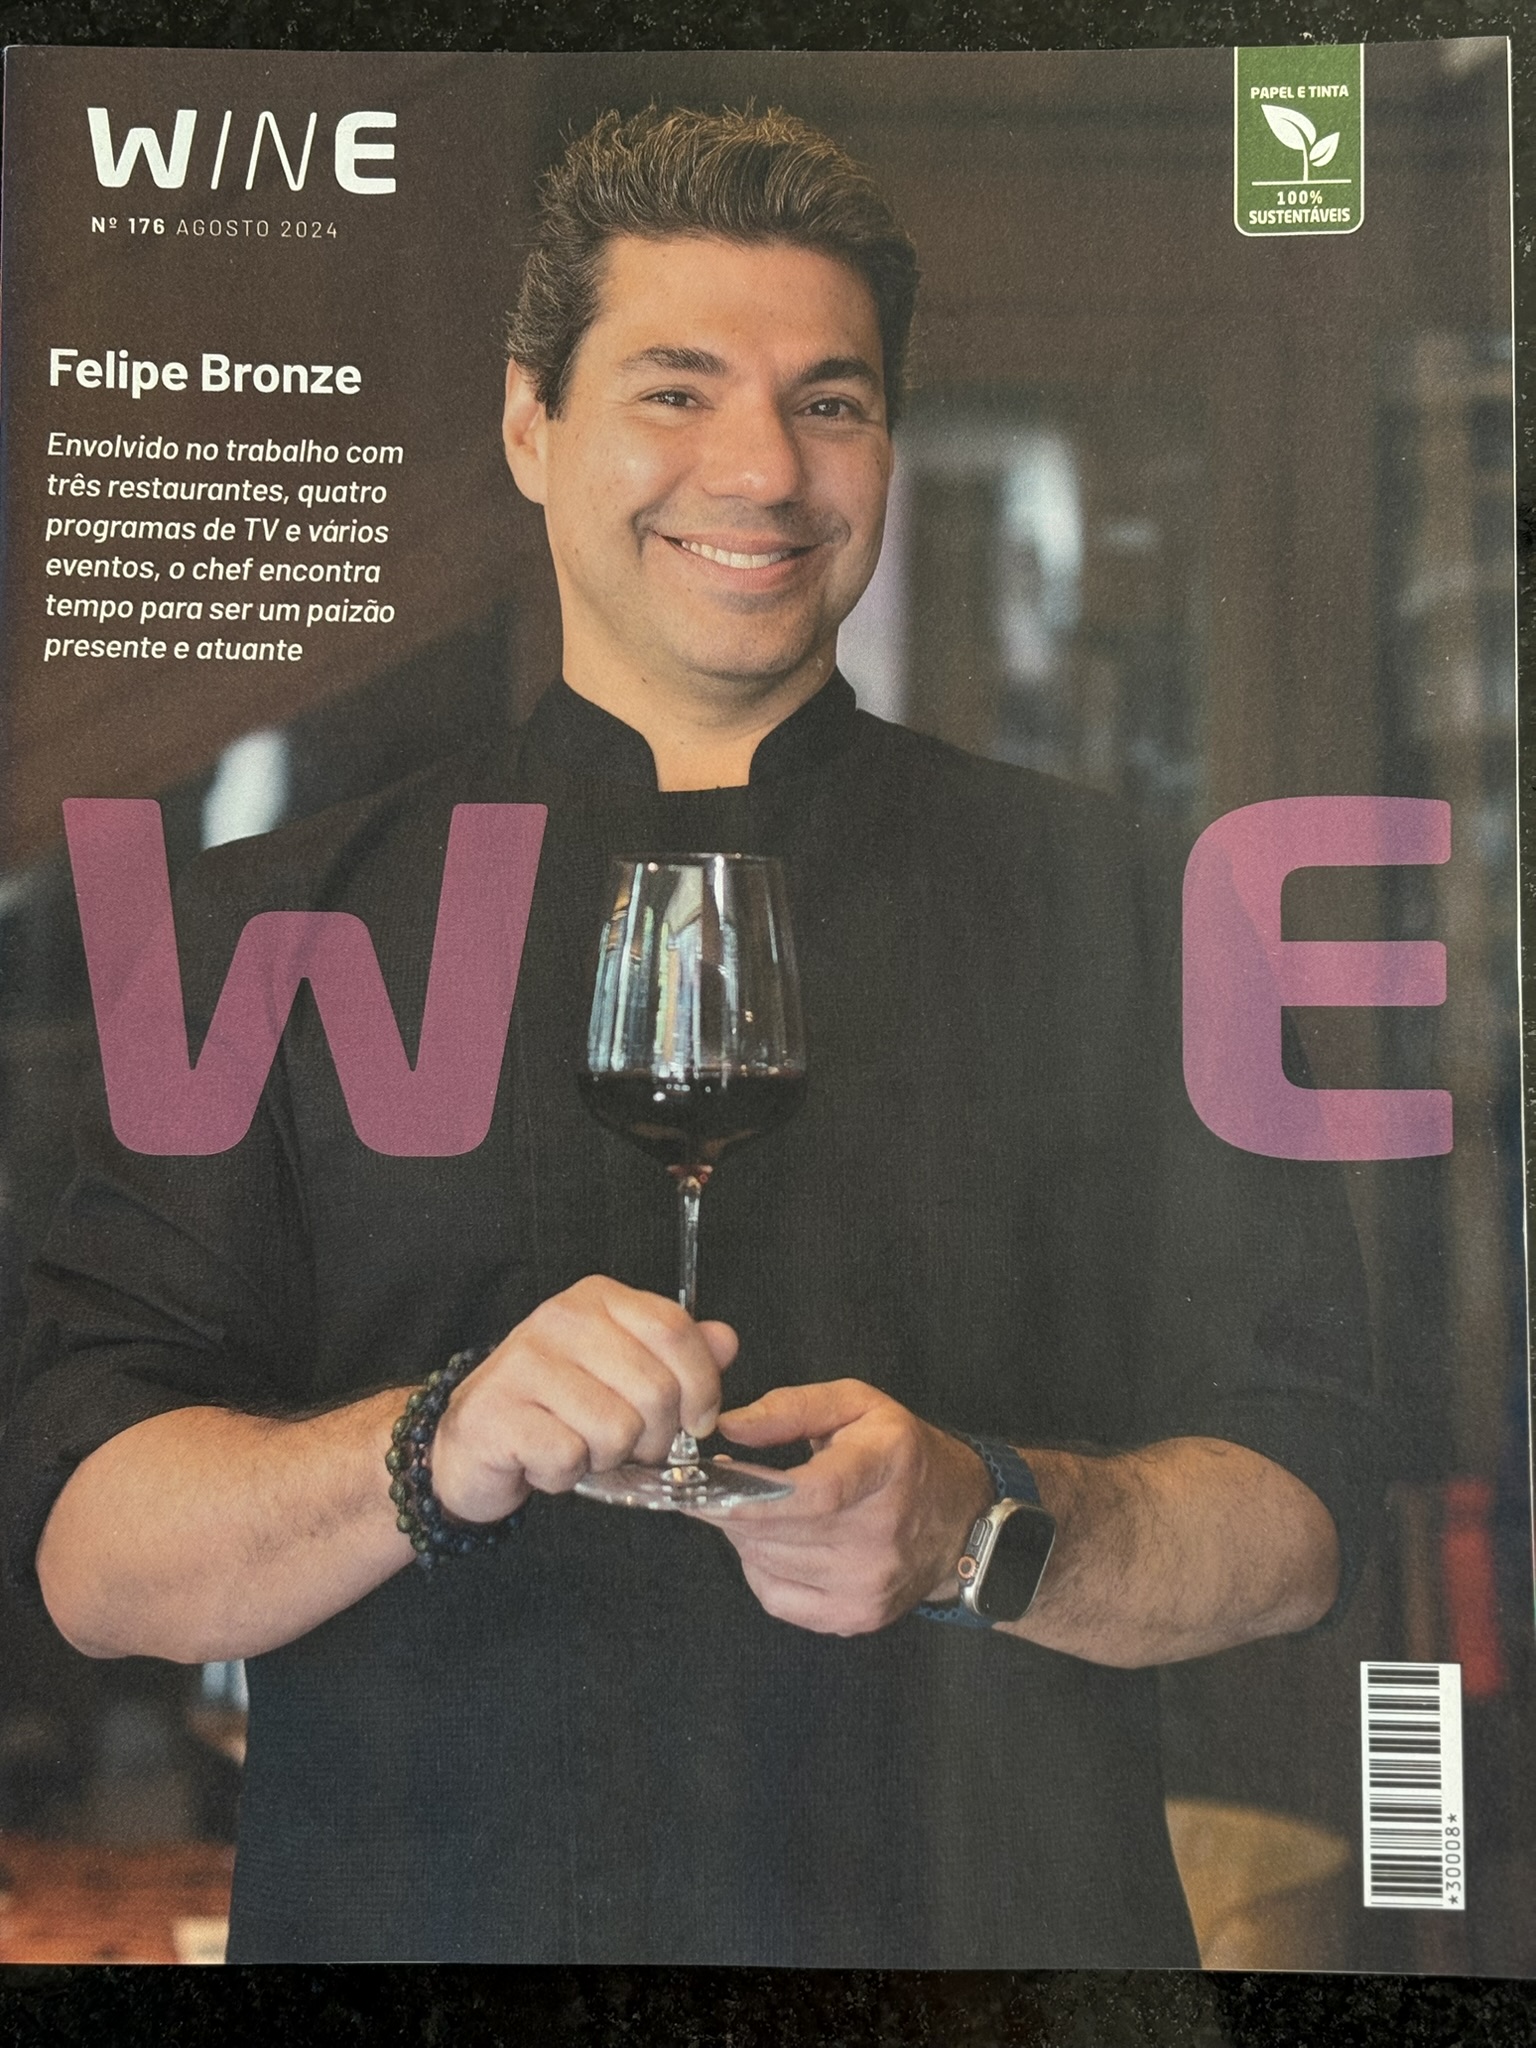 WINE
Nº 176 AGOSTO 2024
PAPEL E TINTA
100%
SUSTENTÁVEIS
Felipe Bronze
Envolvido no trabalho com
três restaurantes, quatro
programas de TV e vários
eventos, o chef encontra
tempo para ser um paizão
presente e atuante
W E
*30008*